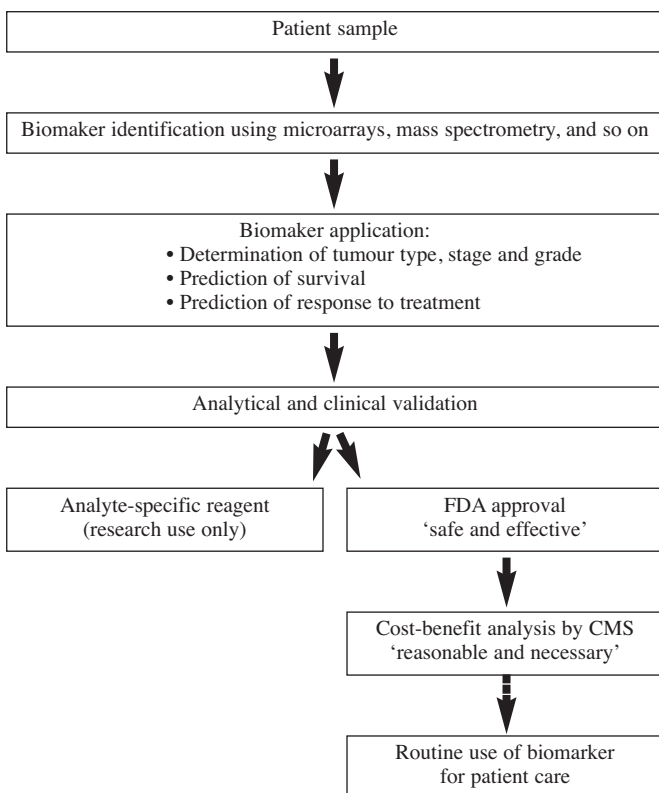 Patient sample
Biomaker identification using microarrays, mass spectrometry, and so on
Biomaker application:
• Determination of tumour type, stage and grade
• Prediction of survival
• Prediction of response to treatment
Analytical and clinical validation
Analyte-specific reagent
(research use only)
FDA approval
‘safe and effective’
Cost-benefit analysis by CMS
‘reasonable and necessary’
Routine use of biomarker
for patient care